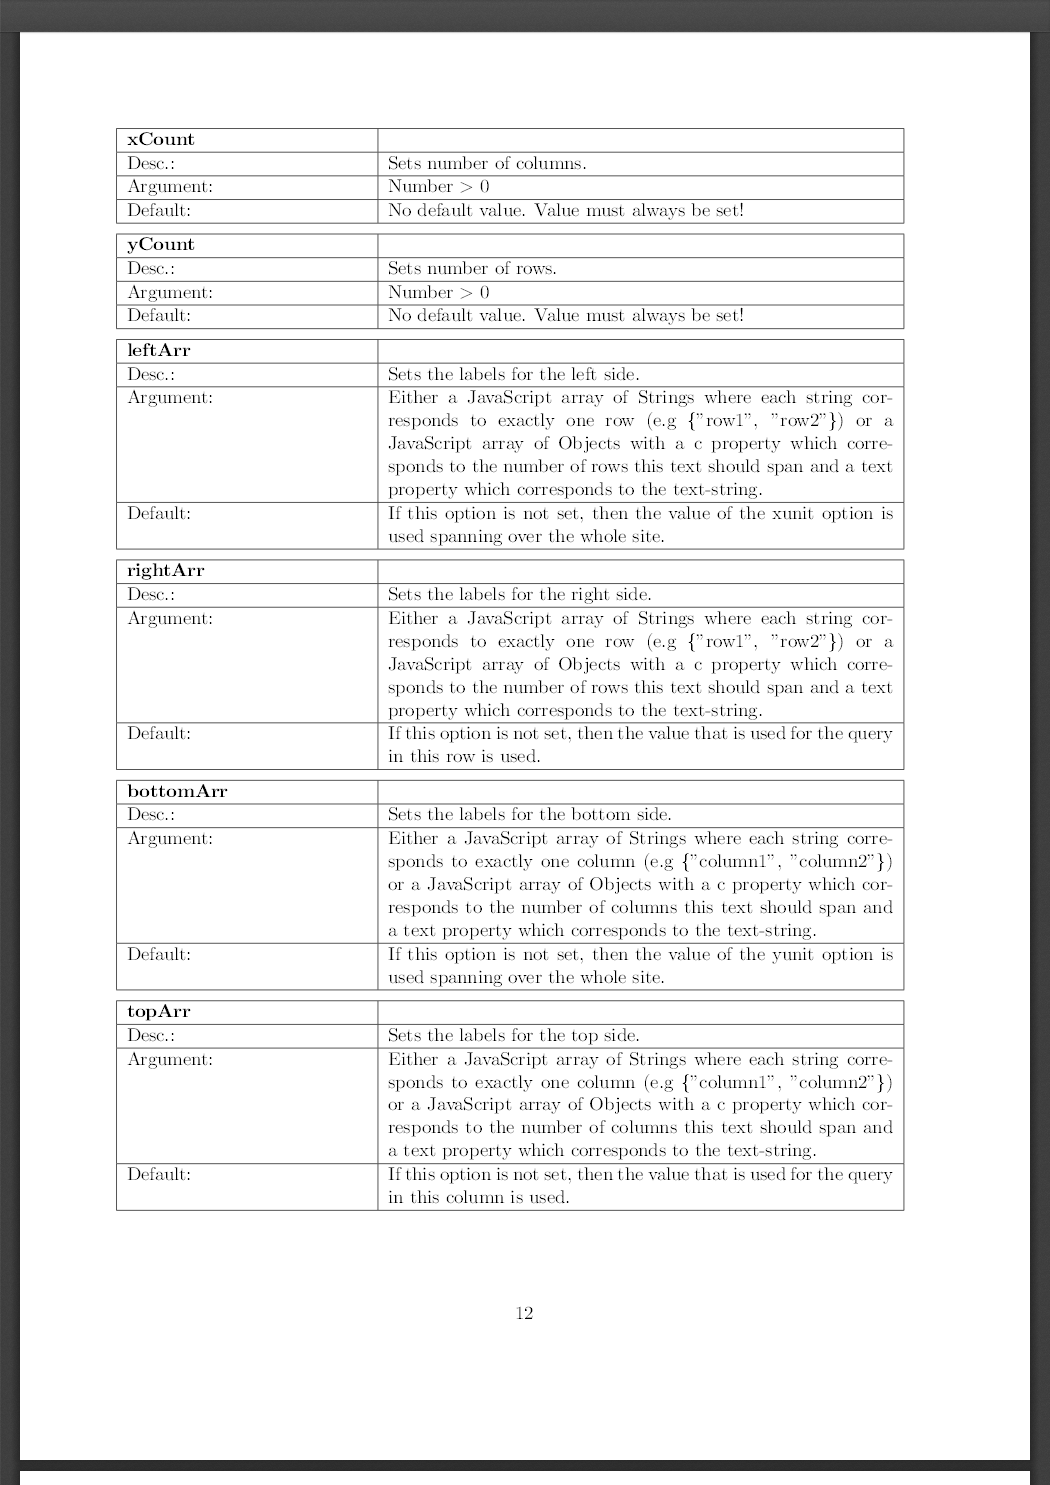 xCount
Desc.: Sets number of columns.
Argument: Number > 0
Default: No default value. Value must always be set!
yCount
Desc.: Sets number of rows.
Argument: Number > 0
Default: No default value. Value must always be set!
leftArr
Desc.: Sets the labels for the left side.
Argument: Either a JavaScript array of Strings where each string cor-
responds to exactly one row (e.g {”row1”, ”row2”}) or a
JavaScript array of Objects with a c property which corre-
sponds to the number of rows this text should span and a text
property which corresponds to the text-string.
Default: If this option is not set, then the value of the xunit option is
used spanning over the whole site.
rightArr
Desc.: Sets the labels for the right side.
Argument: Either a JavaScript array of Strings where each string cor-
responds to exactly one row (e.g {”row1”, ”row2”}) or a
JavaScript array of Objects with a c property which corre-
sponds to the number of rows this text should span and a text
property which corresponds to the text-string.
Default: If this option is not set, then the value that is used for the query
in this row is used.
bottomArr
Desc.: Sets the labels for the bottom side.
Argument: Either a JavaScript array of Strings where each string corre-
sponds to exactly one column (e.g {”column1”, ”column2”})
or a JavaScript array of Objects with a c property which cor-
responds to the number of columns this text should span and
a text property which corresponds to the text-string.
Default: If this option is not set, then the value of the yunit option is
used spanning over the whole site.
topArr
Desc.: Sets the labels for the top side.
Argument: Either a JavaScript array of Strings where each string corre-
sponds to exactly one column (e.g {”column1”, ”column2”})
or a JavaScript array of Objects with a c property which cor-
responds to the number of columns this text should span and
a text property which corresponds to the text-string.
Default: If this option is not set, then the value that is used for the query
in this column is used.
12